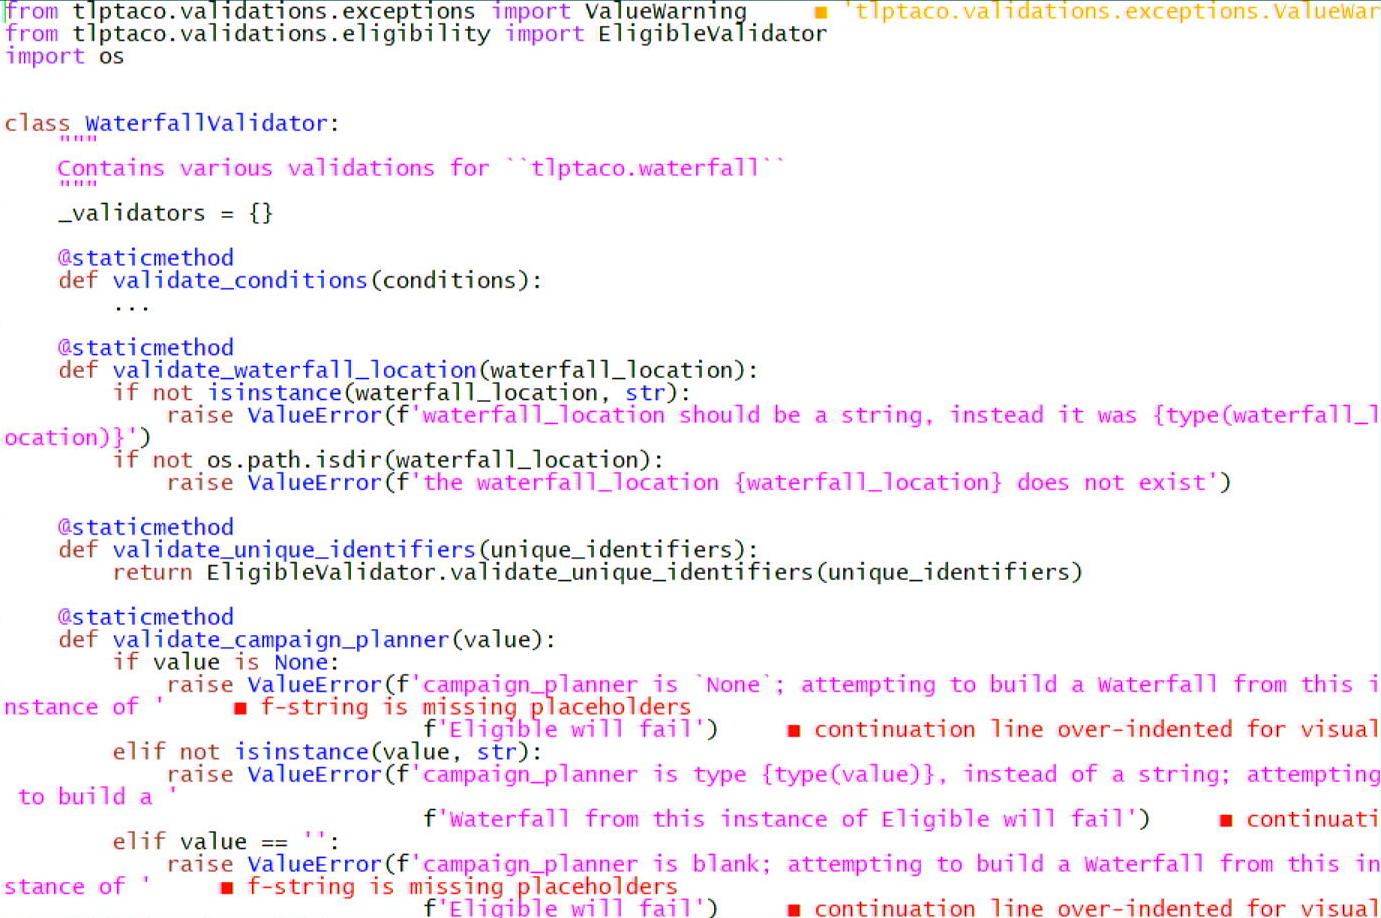 from tlptaco.validations.exceptions import ValueWarning     ■ 'tlptaco.validations.exceptions.ValueWar
from tlptaco.validations.eligibility import EligibleValidator
import os
class WaterfallValidator:
    """
    Contains various validations for ``tlptaco.waterfall``
    """
    _validators = {}
    @staticmethod
    def validate_conditions(conditions):
        ...
    @staticmethod
    def validate_waterfall_location(waterfall_location):
        if not isinstance(waterfall_location, str):
            raise ValueError(f'waterfall_location should be a string, instead it was {type(waterfall_l
ocation)}')
        if not os.path.isdir(waterfall_location):
            raise ValueError(f'the waterfall_location {waterfall_location} does not exist')
    @staticmethod
    def validate_unique_identifiers(unique_identifiers):
        return EligibleValidator.validate_unique_identifiers(unique_identifiers)
    @staticmethod
    def validate_campaign_planner(value):
        if value is None:
            raise ValueError(f'campaign_planner is `None`; attempting to build a Waterfall from this i
nstance of '     ■ f-string is missing placeholders
                               f'Eligible will fail')     ■ continuation line over-indented for visual
        elif not isinstance(value, str):
            raise ValueError(f'campaign_planner is type {type(value)}, instead of a string; attempting
 to build a '
                               f'Waterfall from this instance of Eligible will fail')     ■ continuati
        elif value == '':
            raise ValueError(f'campaign_planner is blank; attempting to build a Waterfall from this in
stance of '     ■ f-string is missing placeholders
                               f'Eligible will fail')     ■ continuation line over-indented for visual